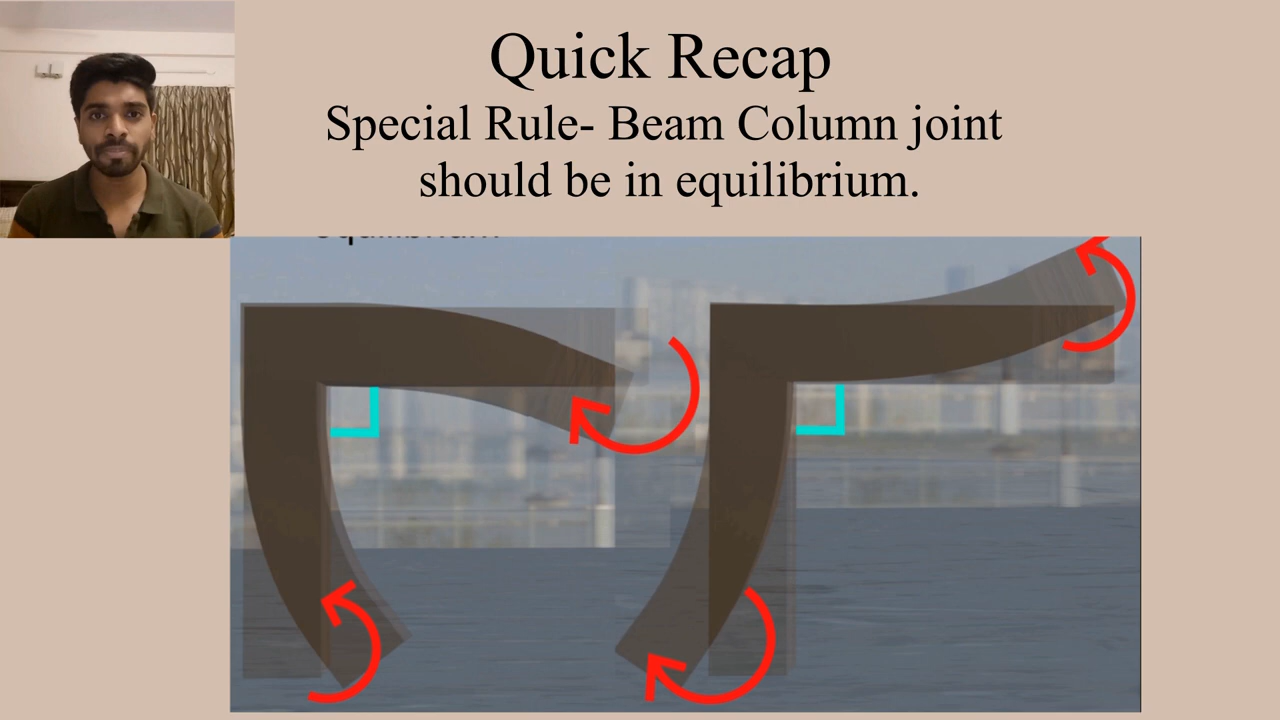 Quick Recap
Special Rule- Beam Column joint
should be in equilibrium.